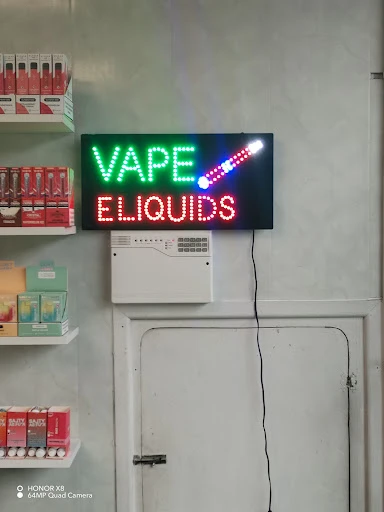 VAPE
ELIQUIDS
HONOR X8
64MP Quad Camera